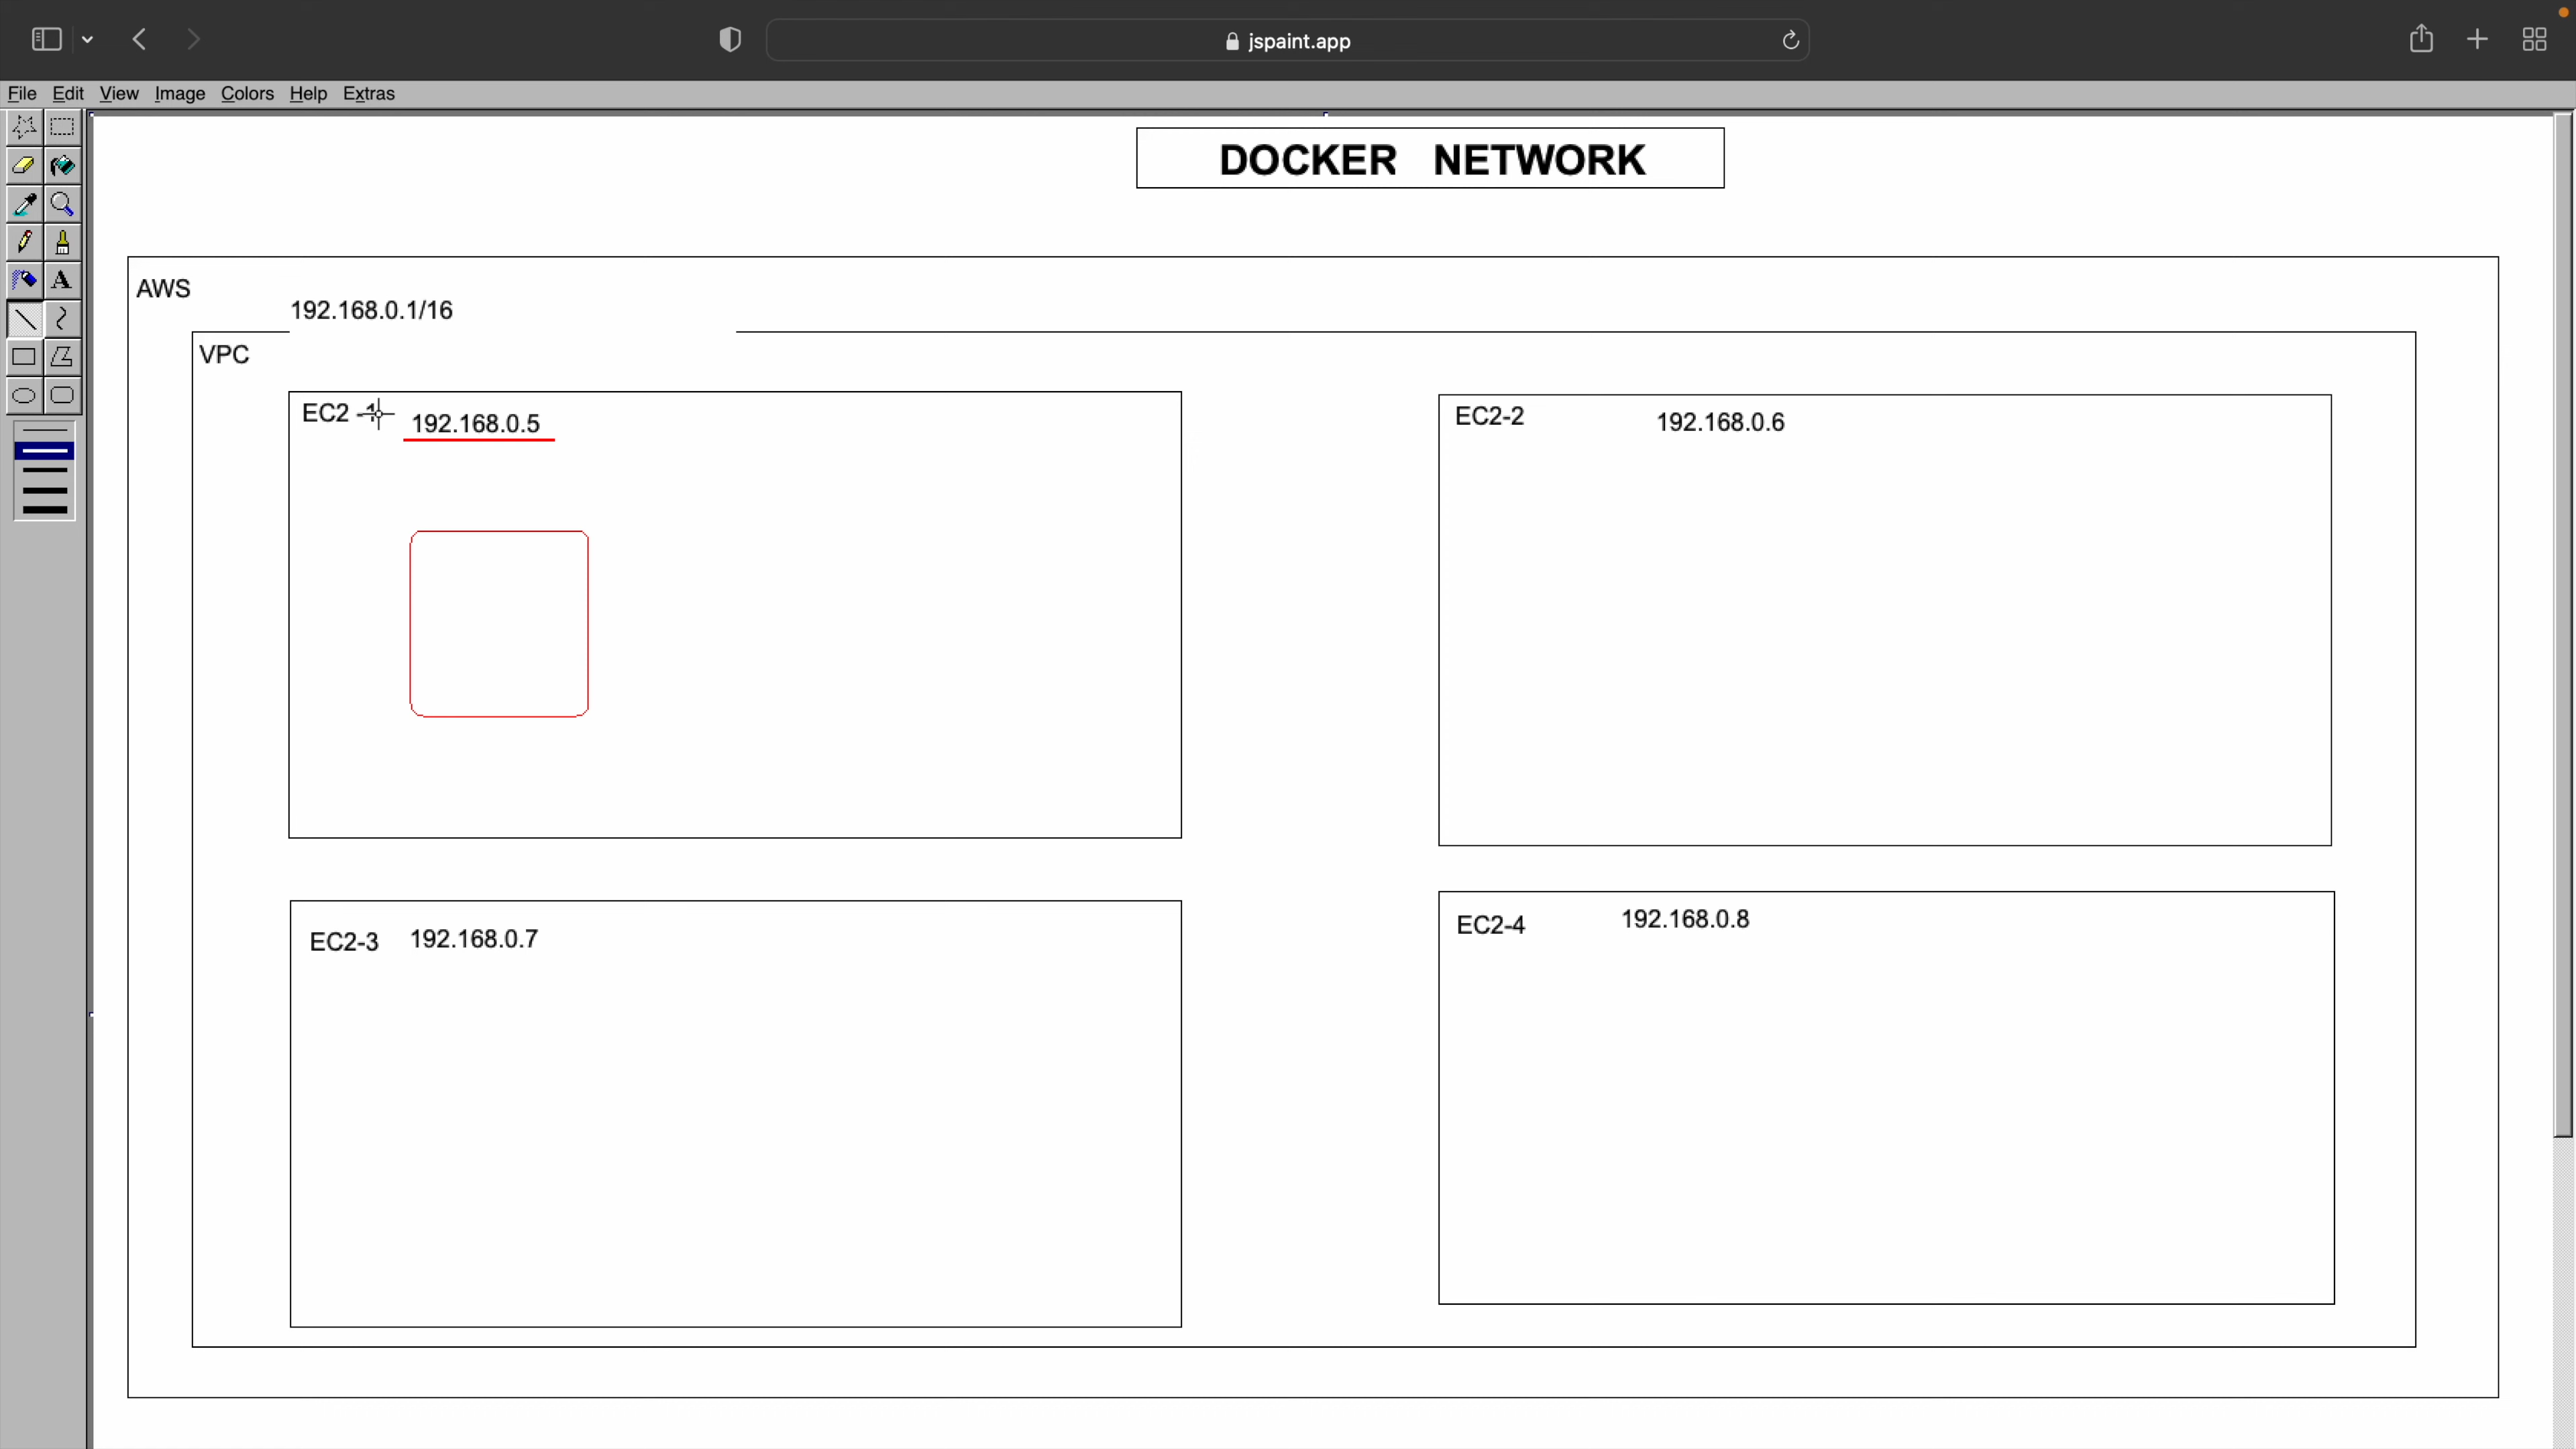 jspaint.app
File Edit View Image Colors Help Extras
DOCKER NETWORK
AWS
192.168.0.1/16
VPC
EC2 -1
192.168.0.5
EC2-2
192.168.0.6
EC2-3
192.168.0.7
EC2-4
192.168.0.8